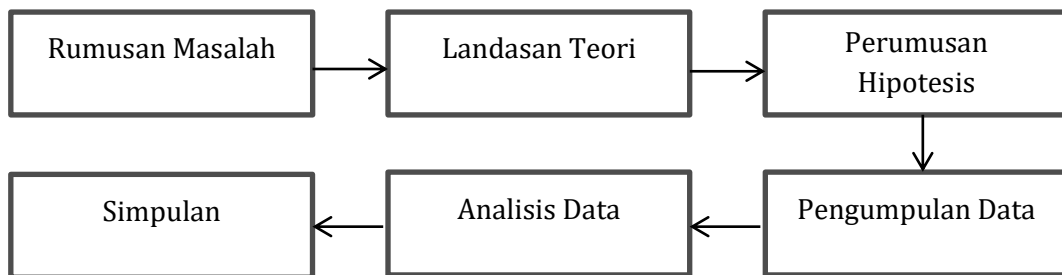 Rumusan Masalah
Landasan Teori
Perumusan
Hipotesis
Pengumpulan Data
Analisis Data
Simpulan